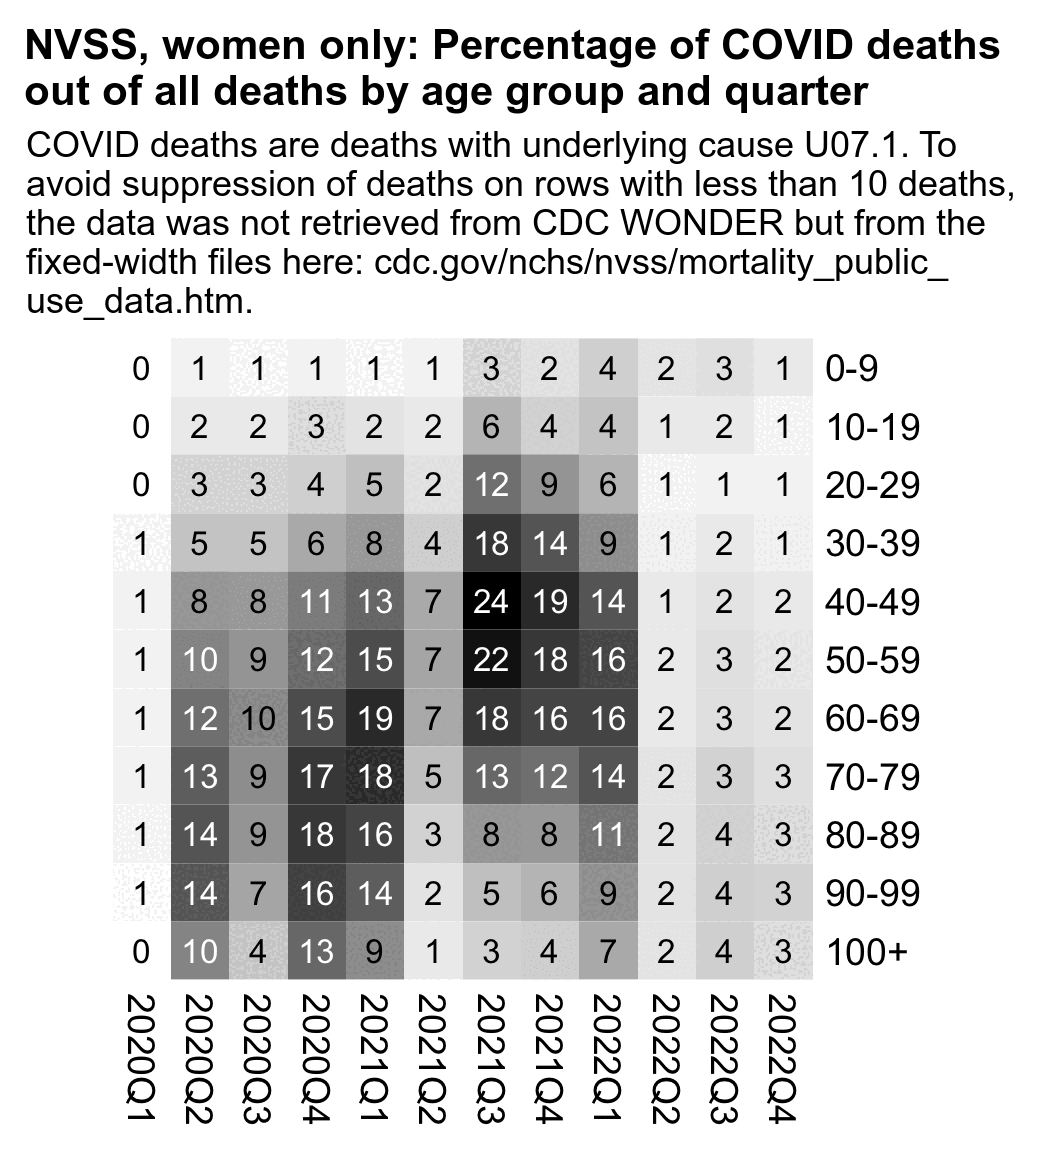 NVSS, women only: Percentage of COVID deaths
out of all deaths by age group and quarter
COVID deaths are deaths with underlying cause U07.1. To
avoid suppression of deaths on rows with less than 10 deaths,
the data was not retrieved from CDC WONDER but from the
fixed-width files here: cdc.gov/nchs/nvss/mortality_public_
use_data.htm.
0 1 1 1 1 1 3 2 4 2 3 1 0-9
0 2 2 3 2 2 6 4 4 1 2 1 10-19
0 3 3 4 5 2 12 9 6 1 1 1 20-29
1 5 5 6 8 4 18 14 9 1 2 1 30-39
1 8 8 11 13 7 24 19 14 1 2 2 40-49
1 10 9 12 15 7 22 18 16 2 3 2 50-59
1 12 10 15 19 7 18 16 16 2 3 2 60-69
1 13 9 17 18 5 13 12 14 2 3 3 70-79
1 14 9 18 16 3 8 8 11 2 4 3 80-89
1 14 7 16 14 2 5 6 9 2 4 3 90-99
0 10 4 13 9 1 3 4 7 2 4 3 100+
2020Q1 2020Q2 2020Q3 2020Q4 2021Q1 2021Q2 2021Q3 2021Q4 2022Q1 2022Q2 2022Q3 2022Q4